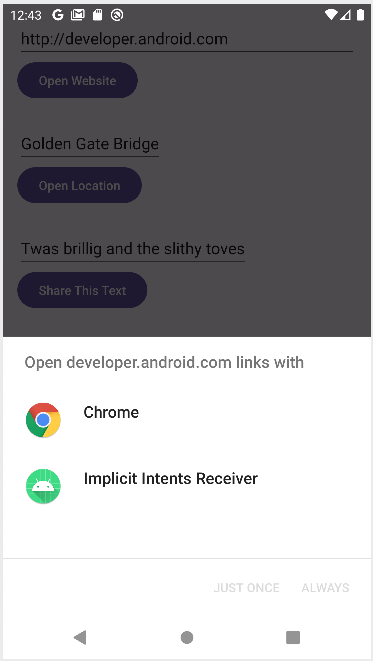 12:43
http://developer.android.com
Open Website
Golden Gate Bridge
Open Location
Twas brillig and the slithy toves
Share This Text
Open developer.android.com links with
Chrome
Implicit Intents Receiver
JUST ONCE ALWAYS